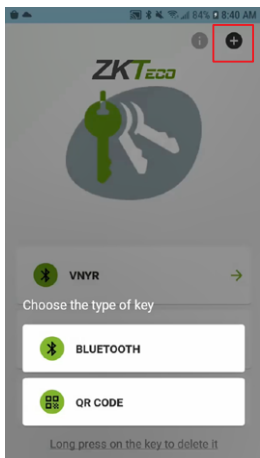 84% 8:40 AM
ZKTeco
VNYR
Choose the type of key
BLUETOOTH
QR CODE
Long press on the key to delete it